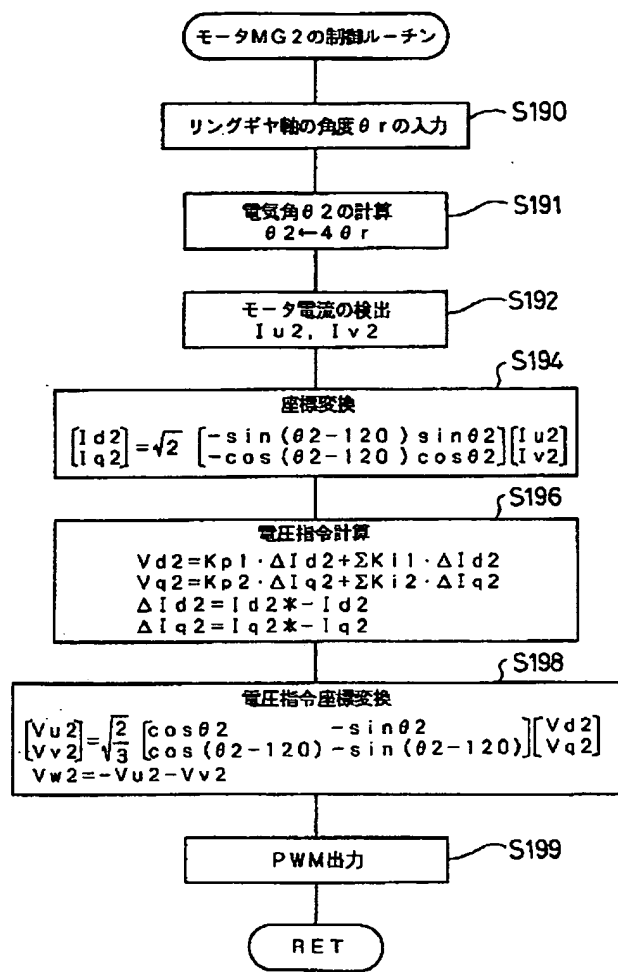 モータMG2の制御ルーチン
S190
リングギヤ軸の角度θrの入力
S191
電気角θ2の計算
θ2←4θr
S192
モータ電流の検出
Iu2, Iv2
S194
座標変換
[Id2]=√2 [-sin(θ2-120)sinθ2][Iu2]
[Iq2] [-cos(θ2-120)cosθ2][Iv2]
S196
電圧指令計算
Vd2=Kp1・ΔId2+ΣKi1・ΔId2
Vq2=Kp2・ΔIq2+ΣKi2・ΔIq2
ΔId2=Id2*-Id2
ΔIq2=Iq2*-Iq2
S198
電圧指令座標変換
[Vu2]=√2/3 [cosθ2 -sinθ2][Vd2]
[Vv2] [cos(θ2-120)-sin(θ2-120)][Vq2]
Vw2=-Vu2-Vv2
S199
PWM出力
RET